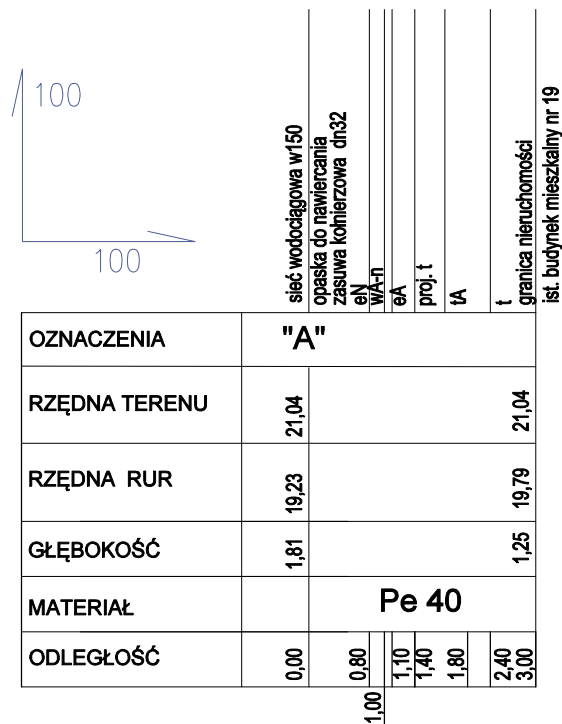 100
100
sieć wodociągowa w150
opaska do nawiercania
zasuwa kołnierzowa dn32
eN
wA-n
eA
proj. t
tA
t
granica nieruchomości
ist. budynek mieszkalny nr 19
OZNACZENIA "A"
RZĘDNA TERENU 21,04 21,04
RZĘDNA RUR 19,23 19,79
GŁĘBOKOŚĆ 1,81 1,25
MATERIAŁ Pe 40
ODLEGŁOŚĆ 0,00 0,80 1,00 1,10 1,40 1,80 2,40 3,00